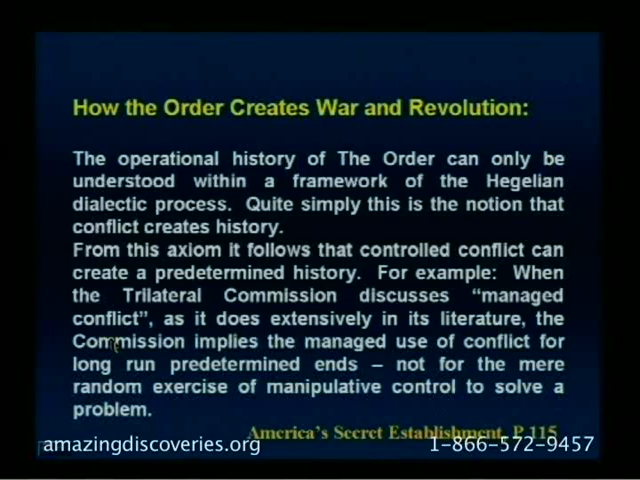 How the Order Creates War and Revolution:
The operational history of The Order can only be
understood within a framework of the Hegelian
dialectic process. Quite simply this is the notion that
conflict creates history.
From this axiom it follows that controlled conflict can
create a predetermined history. For example: When
the Trilateral Commission discusses “managed
conflict”, as it does extensively in its literature, the
Commission implies the managed use of conflict for
long run predetermined ends – not for the mere
random exercise of manipulative control to solve a
problem.
America's Secret Establishment, P 115
amazingdiscoveries.org 1-866-572-9457